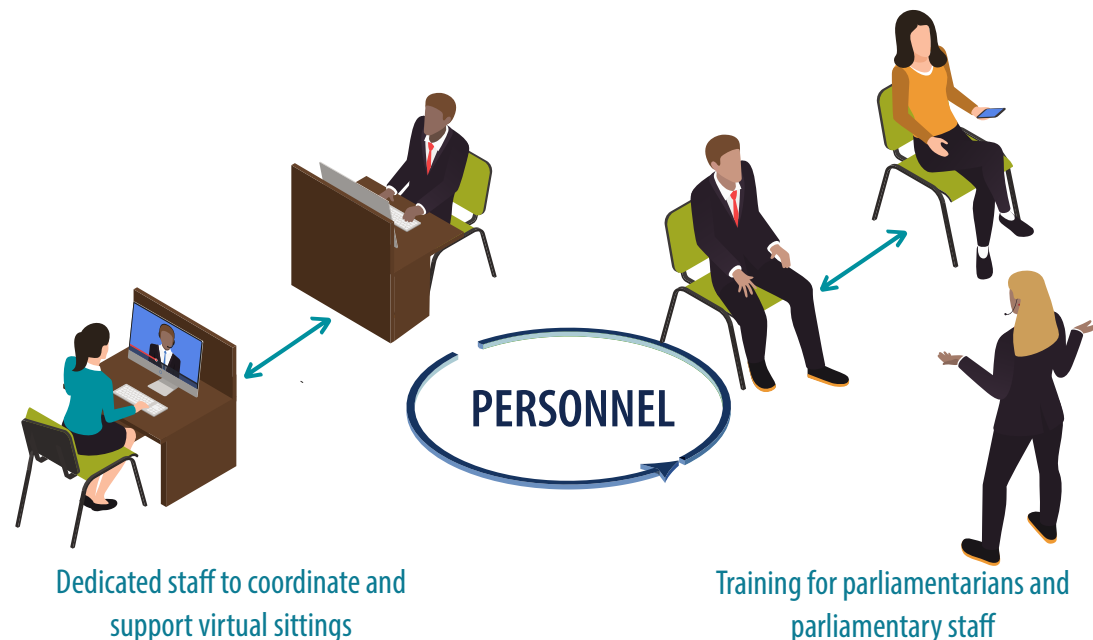 PERSONNEL
Dedicated staff to coordinate and
support virtual sittings
Training for parliamentarians and
parliamentary staff